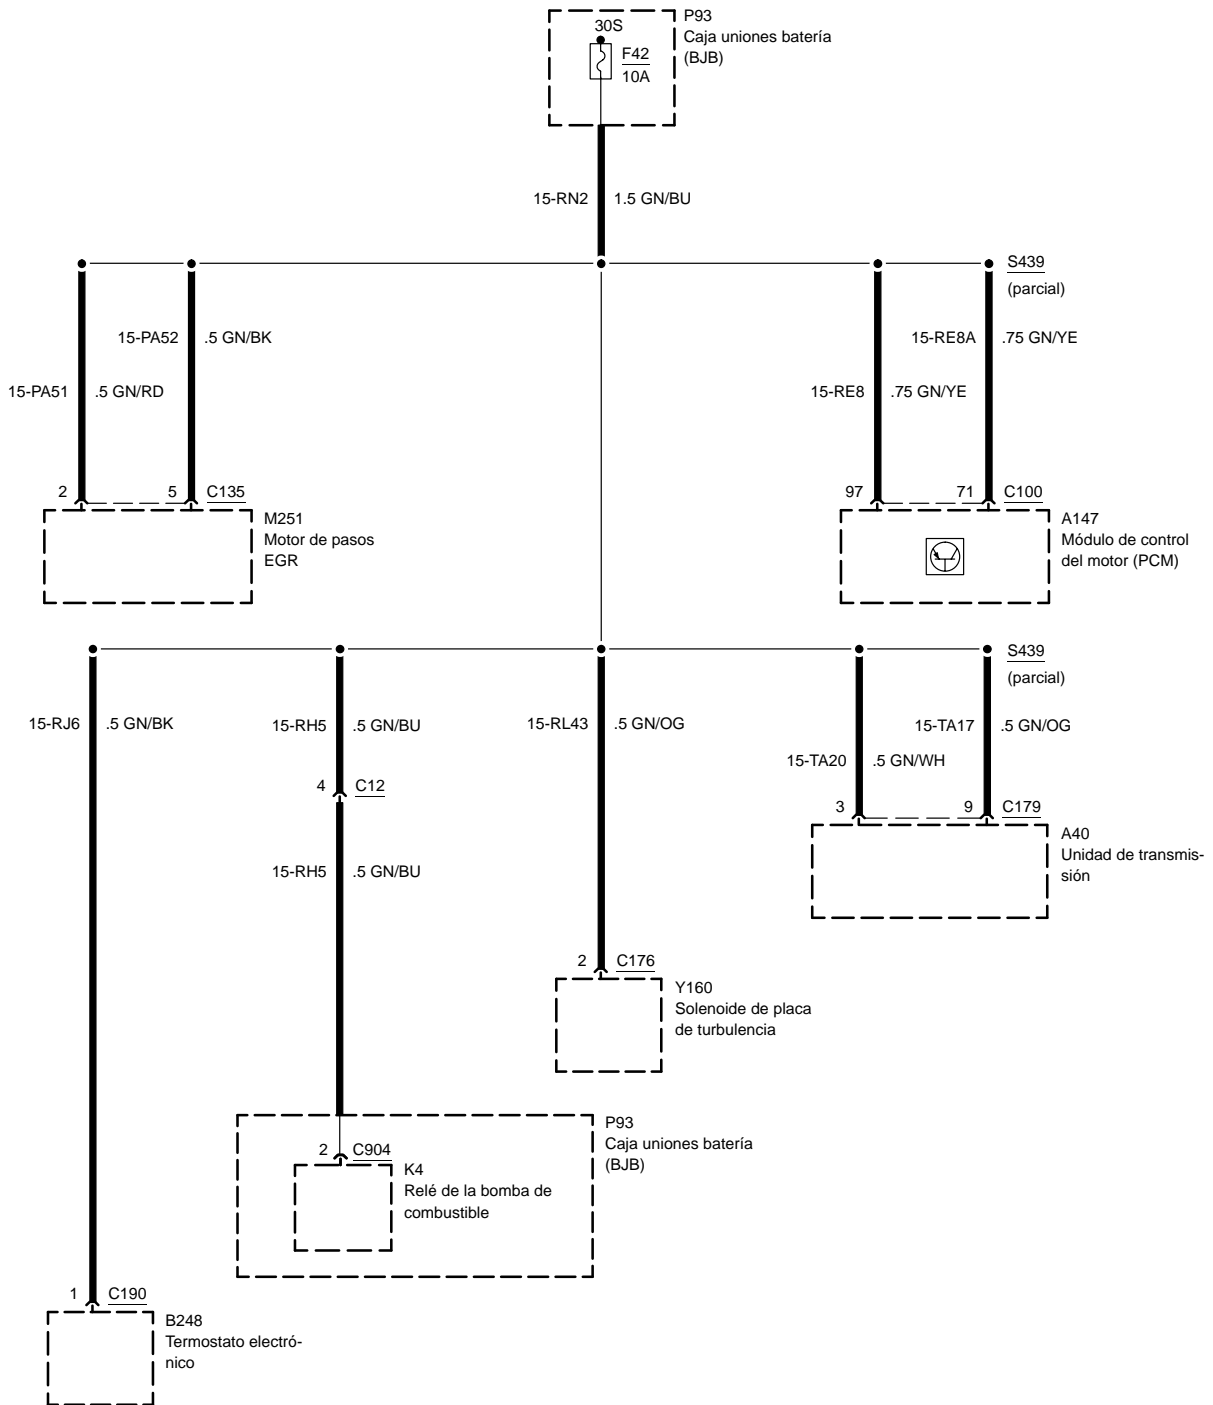 30S
F42
10A
P93
Caja uniones batería
(BJB)
15-RN2
1.5 GN/BU
S439
(parcial)
15-PA52
.5 GN/BK
15-RE8A
.75 GN/YE
15-PA51
.5 GN/RD
15-RE8
.75 GN/YE
2
5
C135
97
71
C100
M251
Motor de pasos
EGR
A147
Módulo de control
del motor (PCM)
S439
(parcial)
15-RJ6
.5 GN/BK
15-RH5
.5 GN/BU
15-RL43
.5 GN/OG
15-TA17
.5 GN/OG
15-TA20
.5 GN/WH
4
C12
3
9
C179
A40
Unidad de transmis-
sión
15-RH5
.5 GN/BU
2
C176
Y160
Solenoide de placa
de turbulencia
P93
Caja uniones batería
(BJB)
2
C904
K4
Relé de la bomba de
combustible
1
C190
B248
Termostato electró-
nico